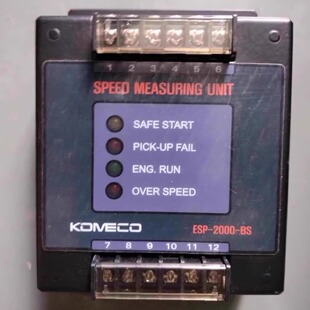 1 2 3 4 5 6
SPEED MEASURING UNIT
SAFE START
PICK-UP FAIL
ENG. RUN
OVER SPEED
KOMECO
ESP-2000-BS
7 8 9 10 11 12